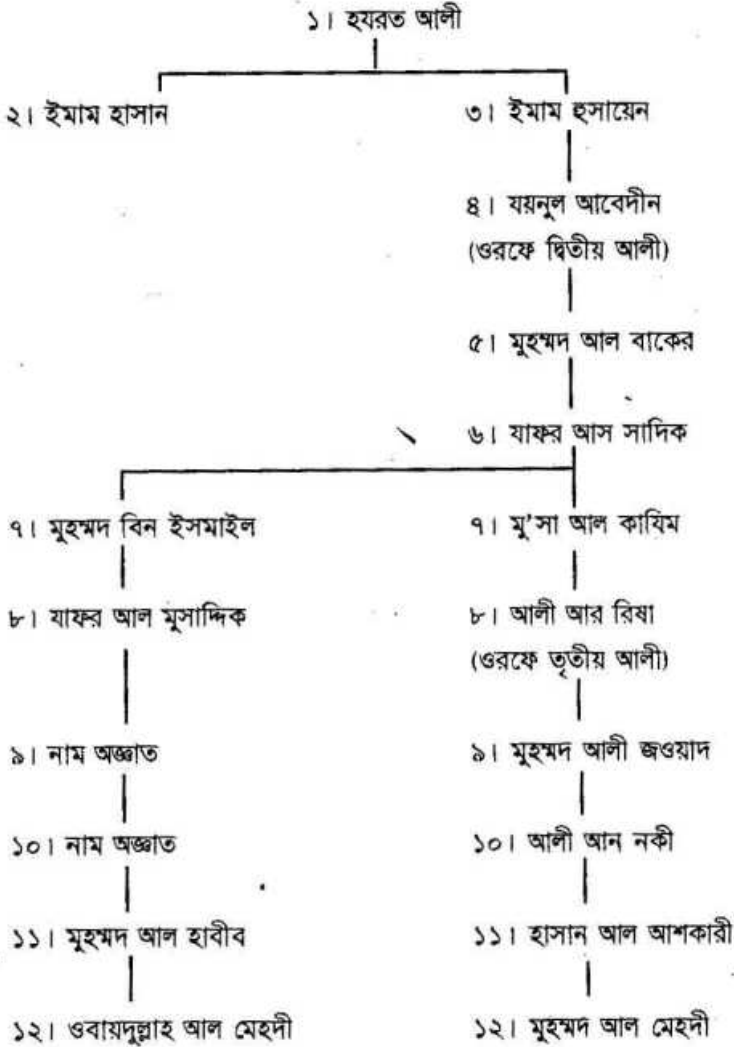 ১। হযরত আলী
২। ইমাম হাসান
৩। ইমাম হুসায়েন
৪। যয়নুল আবেদীন
(ওরফে দ্বিতীয় আলী)
৫। মুহম্মদ আল বাকের
৬। যাফর আস সাদিক
৭। মুহম্মদ বিন ইসমাইল
৭। মু'সা আল কাযিম
৮। যাফর আল মুসাদ্দিক
৮। আলী আর রিষা
(ওরফে তৃতীয় আলী)
৯। নাম অজ্ঞাত
৯। মুহম্মদ আলী জওয়াদ
১০। নাম অজ্ঞাত
১০। আলী আন নকী
১১। মুহম্মদ আল হাবীব
১১। হাসান আল আশকারী
১২। ওবায়দুল্লাহ আল মেহদী
১২। মুহম্মদ আল মেহদী